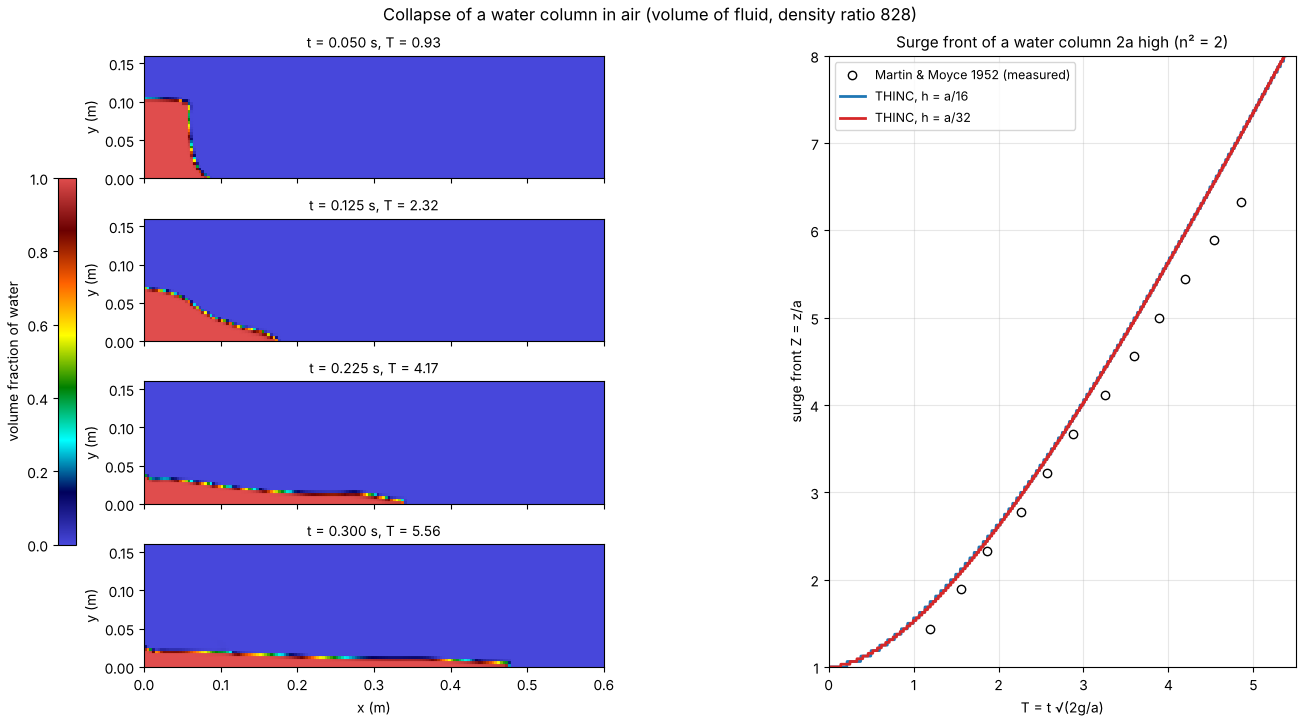 Collapse of a water column in air (volume of fluid, density ratio 828)
t = 0.050 s, T = 0.93
0.15
0.10
0.05
0.00
y (m)
t = 0.125 s, T = 2.32
0.15
0.10
0.05
0.00
y (m)
t = 0.225 s, T = 4.17
0.15
0.10
0.05
0.00
y (m)
t = 0.300 s, T = 5.56
0.15
0.10
0.05
0.00
y (m)
0.0 0.1 0.2 0.3 0.4 0.5 0.6
x (m)
1.0
0.8
0.6
0.4
0.2
0.0
volume fraction of water
Surge front of a water column 2a high (n² = 2)
Martin & Moyce 1952 (measured)
THINC, h = a/16
THINC, h = a/32
8
7
6
5
4
3
2
1
surge front Z = z/a
0 1 2 3 4 5
T = t √(2g/a)